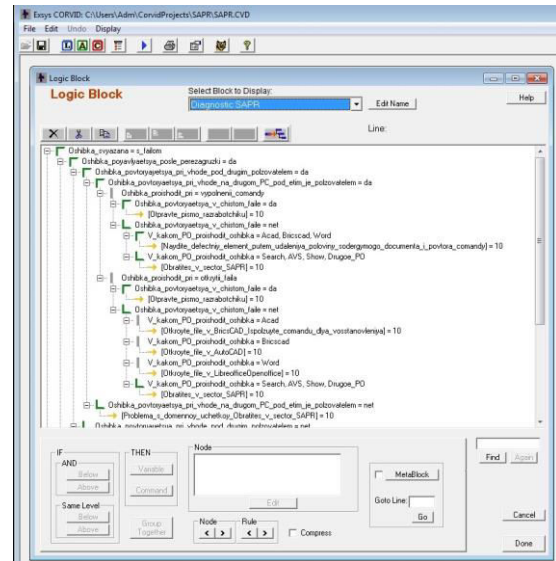 Exsys CORVID: C:\Users\Adm\CorvidProjects\SAPR\SAPR.CVD
File Edit Undo Display
L A C
Logic Block
Logic Block
Select Block to Display:
Diagnostic SAPR
Edit Name
Help
Line:
Oshibka_svyazana = s_failom
Oshibka_poyavlyaetsya_posle_perezagruzki = da
Oshibka_povtoryaetsya_pri_vhode_pod_drugim_polzovatelem = da
Oshibka_povtoryaetsya_pri_vhode_na_drugom_PC_pod_etim_je_polzovatelem = da
Oshibka_proishodit_pri = vypolnenii_comandy
Oshibka_povtoryaetsya_v_chistom_faile = da
[Otpravte_pismo_razrabotchiku] = 10
Oshibka_povtoryaetsya_v_chistom_faile = net
V_kakom_PO_proishodit_oshibka = Acad, Bricscad, Word
[Naydite_defectniy_element_putem_udaleniya_poloviny_sodergymogo_documenta_i_povtora_comandy] = 10
V_kakom_PO_proishodit_oshibka = Search, AVS, Show, Drugoe_PO
[Obratites_v_sector_SAPR] = 10
Oshibka_proishodit_pri = otkrytii_faila
Oshibka_povtoryaetsya_v_chistom_faile = da
[Otpravte_pismo_razrabotchiku] = 10
Oshibka_povtoryaetsya_v_chistom_faile = net
V_kakom_PO_proishodit_oshibka = Acad
[Otkroyte_file_v_BricsCAD_Ispolzuyte_comandu_dlya_vosstanovleniya] = 10
V_kakom_PO_proishodit_oshibka = Bricscad
[Otkroyte_file_v_AutoCAD] = 10
V_kakom_PO_proishodit_oshibka = Word
[Otkroyte_file_v_LibreofficeOpenoffice] = 10
V_kakom_PO_proishodit_oshibka = Search, AVS, Show, Drugoe_PO
[Obratites_v_sector_SAPR] = 10
Oshibka_povtoryaetsya_pri_vhode_na_drugom_PC_pod_etim_je_polzovatelem = net
[Problema_s_domennoy_uchetkoy_Obratites_v_sector_SAPR] = 10
Oshibka_povtoryaetsya_pri_vhode_pod_drugim_polzovatelem = net
IF
AND
Below
Above
Same Level
Below
Above
THEN
Variable
Command
Group Together
Node
Edit
Node
Rule
Compress
MetaBlock
Goto Line:
Go
Find
Again
Cancel
Done